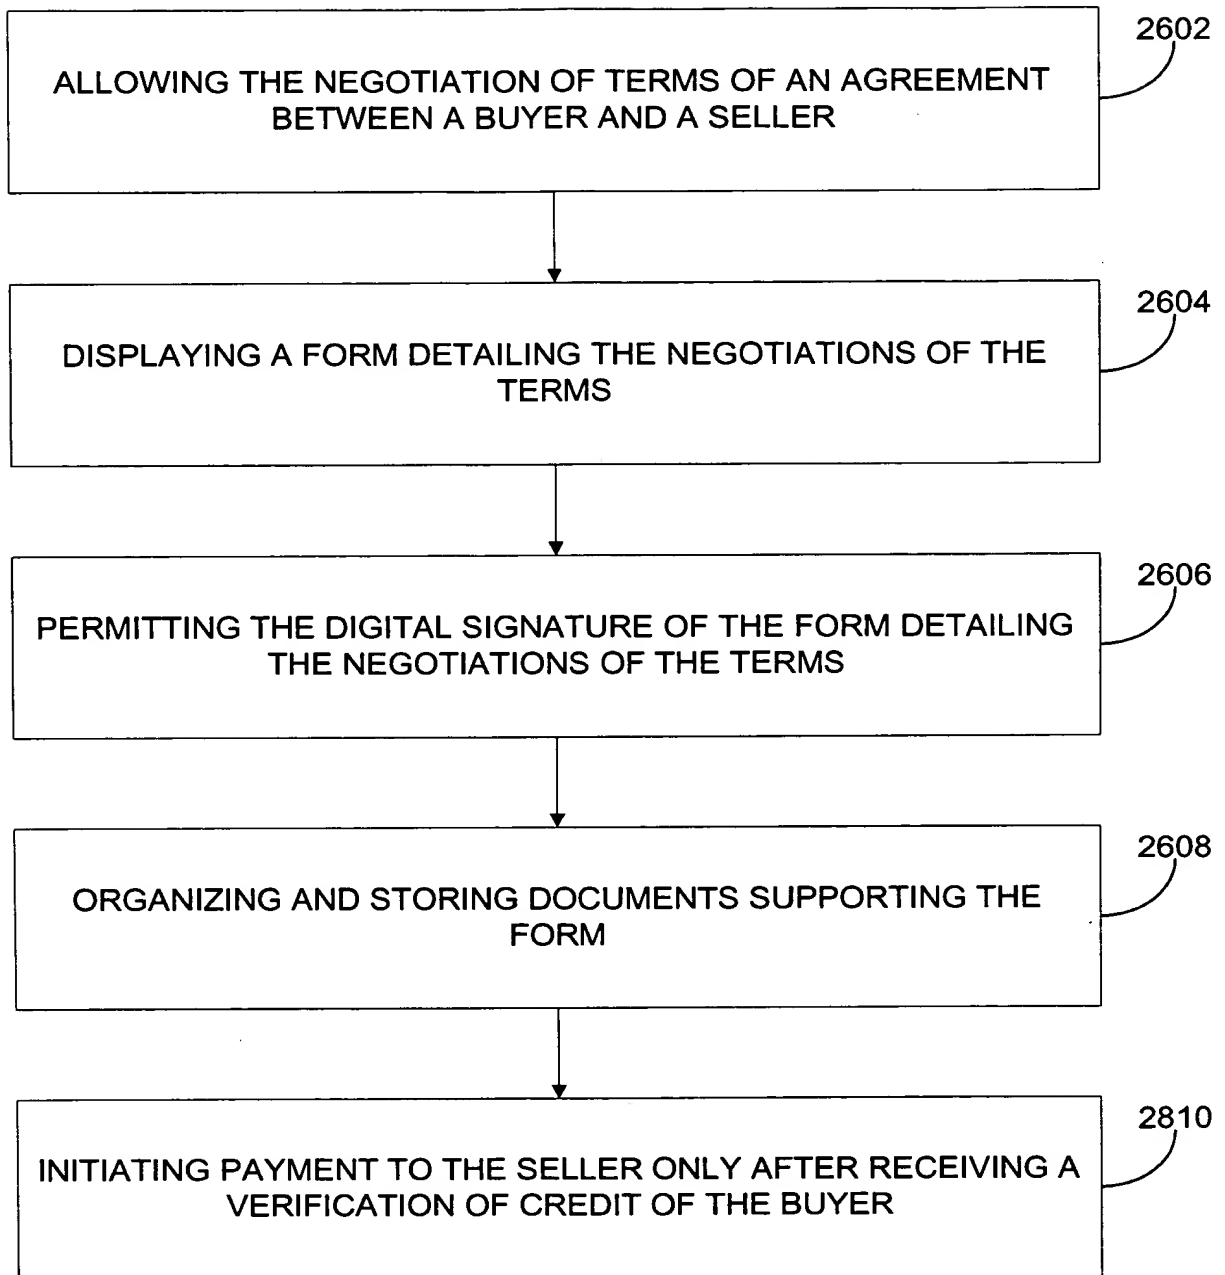 2602
ALLOWING THE NEGOTIATION OF TERMS OF AN AGREEMENT
BETWEEN A BUYER AND A SELLER
2604
DISPLAYING A FORM DETAILING THE NEGOTIATIONS OF THE
TERMS
2606
PERMITTING THE DIGITAL SIGNATURE OF THE FORM DETAILING
THE NEGOTIATIONS OF THE TERMS
2608
ORGANIZING AND STORING DOCUMENTS SUPPORTING THE
FORM
2810
INITIATING PAYMENT TO THE SELLER ONLY AFTER RECEIVING A
VERIFICATION OF CREDIT OF THE BUYER